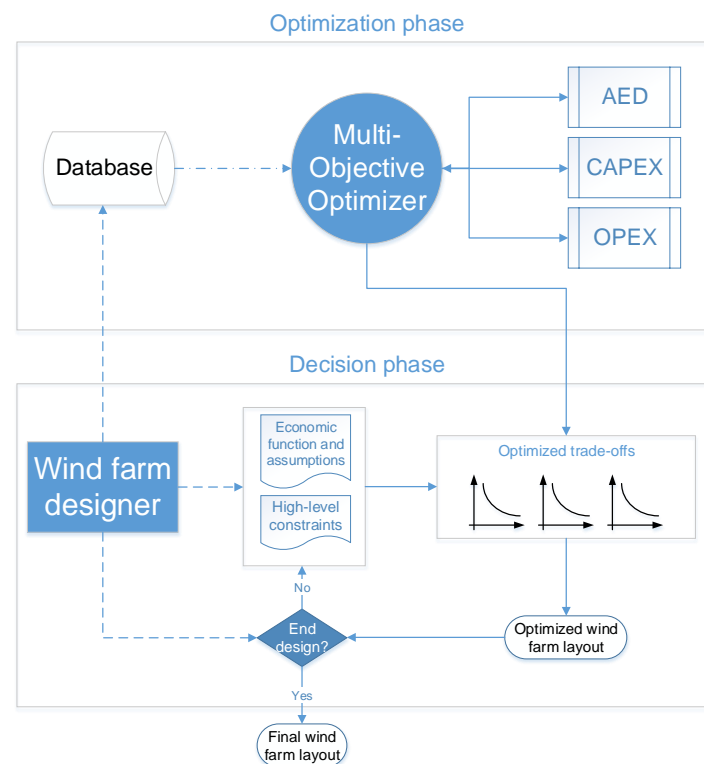 Optimization phase
Database
Multi-
Objective
Optimizer
AED
CAPEX
OPEX
Decision phase
Wind farm
designer
Economic
function and
assumptions
High-level
constraints
Optimized trade-offs
No
End
design?
Optimized wind
farm layout
Yes
Final wind
farm layout